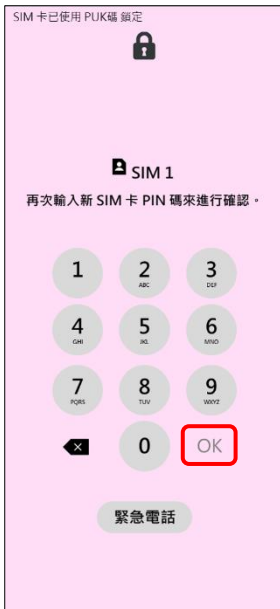 SIM 卡已使用 PUK碼 鎖定
SIM 1
再次輸入新 SIM 卡 PIN 碼來進行確認。
1 2 3
ABC DEF
4 5 6
GHI JKL MNO
7 8 9
PQRS TUV WXYZ
0 OK
緊急電話